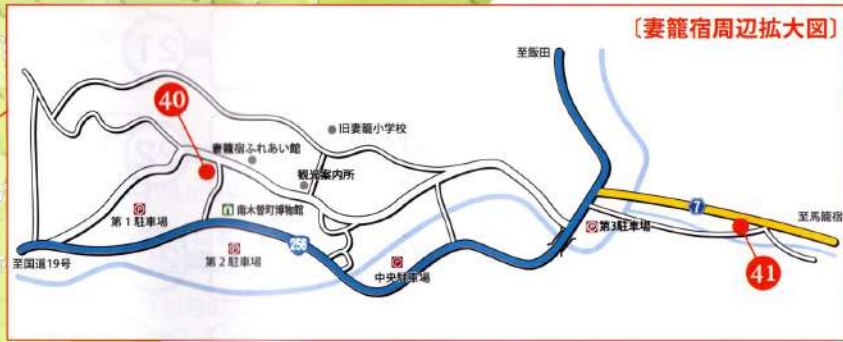 〔妻籠宿周辺拡大図〕
至飯田
40
旧妻籠小学校
妻籠宿ふれあい館
観光案内所
南木曽町博物館
第1駐車場
7
至馬籠宿
第3駐車場
256
第2駐車場
至国道19号
中央駐車場
41
21
22